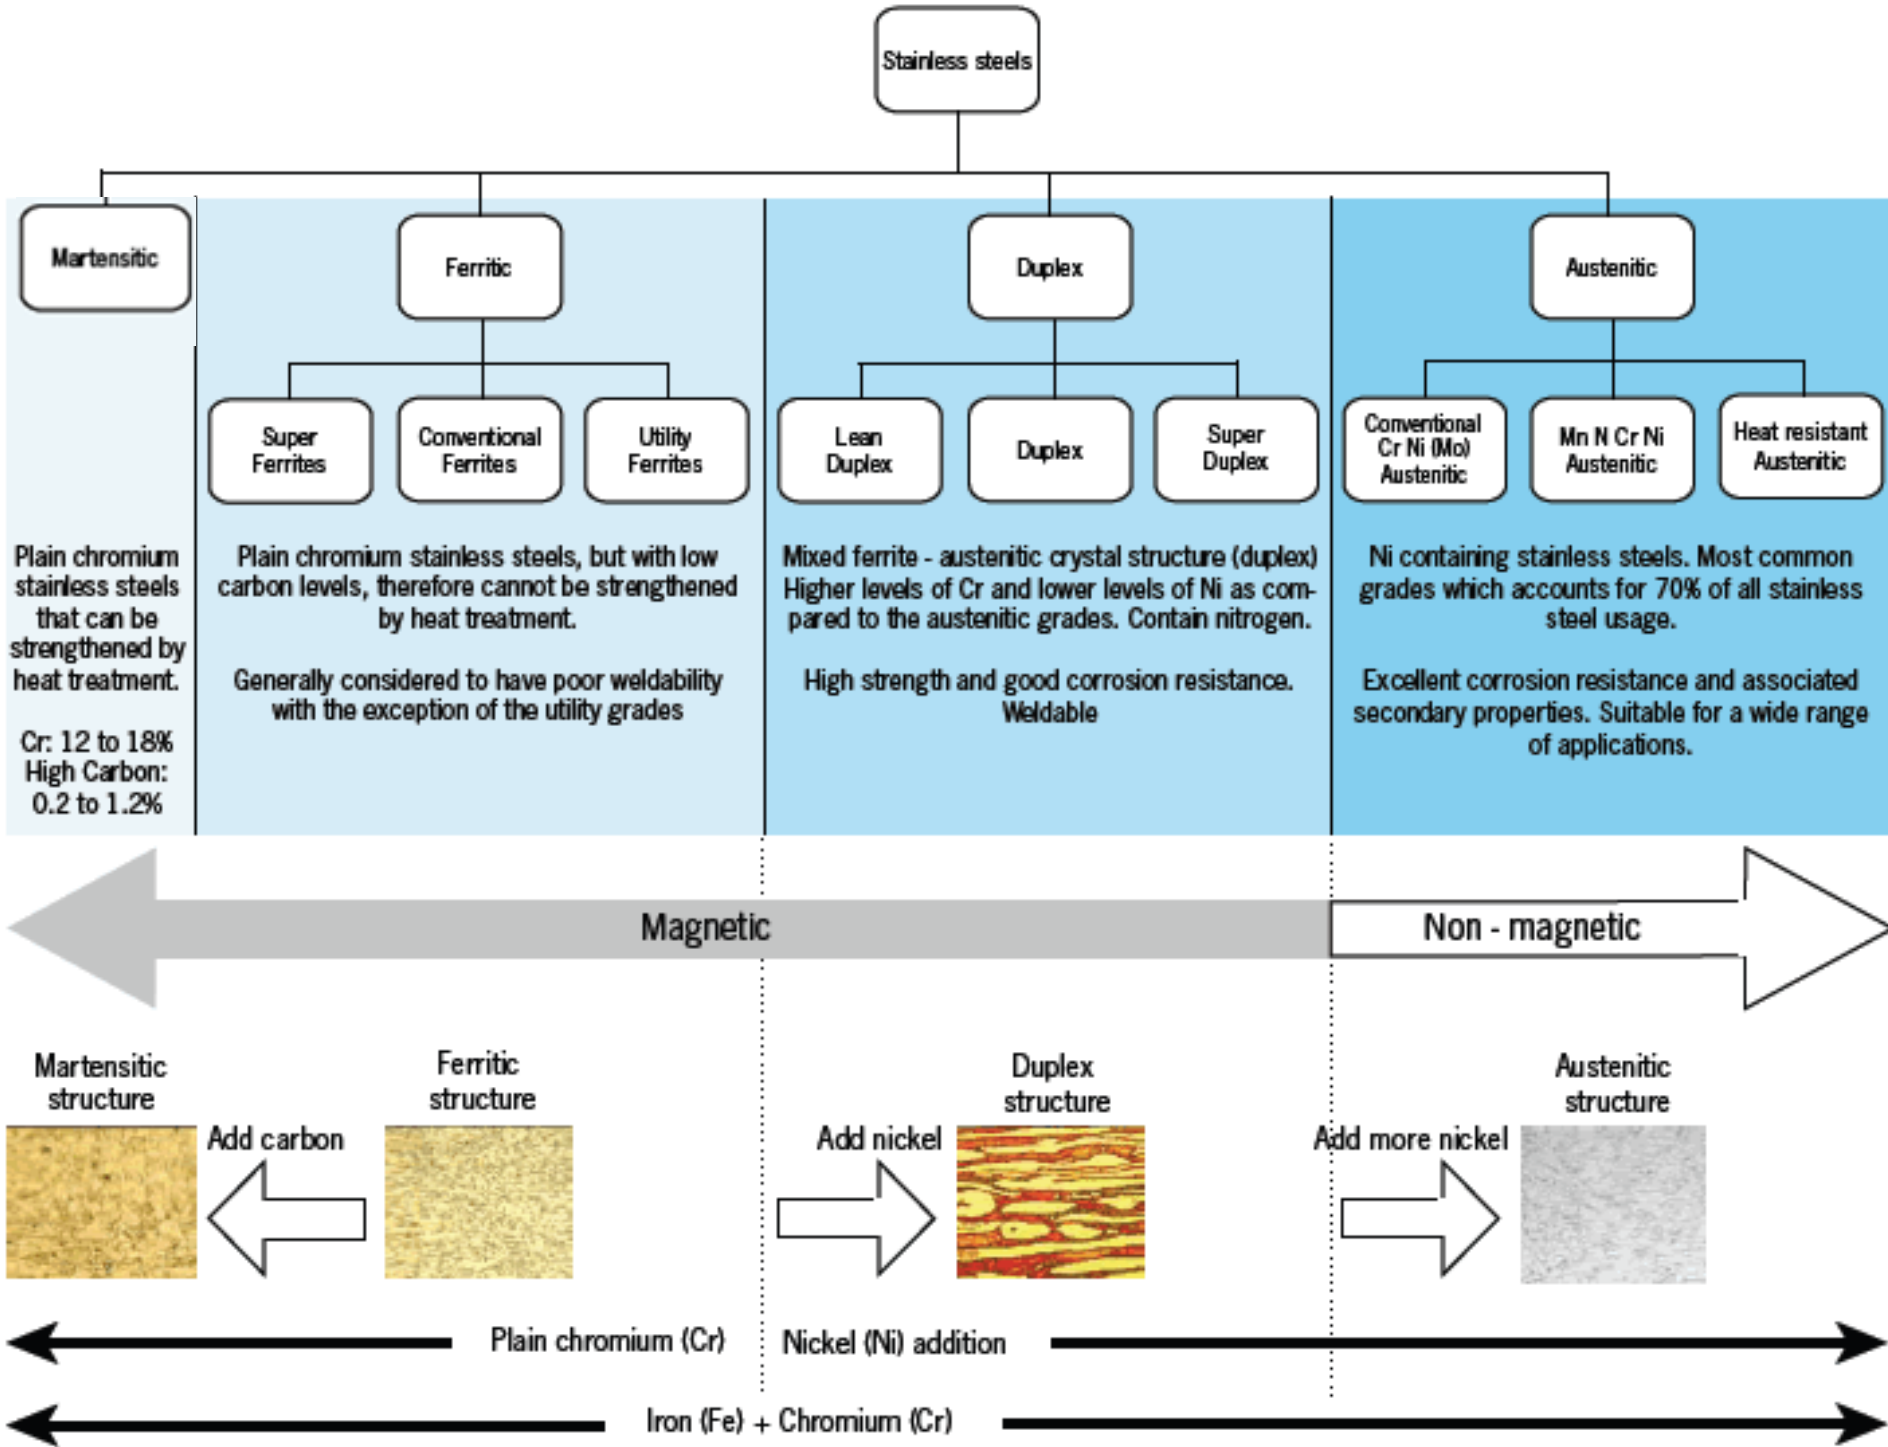 Stainless steels
Martensitic
Ferritic
Duplex
Austenitic
Super
Ferrites
Conventional
Ferrites
Utility
Ferrites
Lean
Duplex
Duplex
Super
Duplex
Conventional
Cr Ni (Mo)
Austenitic
Mn N Cr Ni
Austenitic
Heat resistant
Austenitic
Plain chromium
stainless steels
that can be
strengthened by
heat treatment.
Cr: 12 to 18%
High Carbon:
0.2 to 1.2%
Plain chromium stainless steels, but with low
carbon levels, therefore cannot be strengthened
by heat treatment.
Generally considered to have poor weldability
with the exception of the utility grades
Mixed ferrite - austenitic crystal structure (duplex)
Higher levels of Cr and lower levels of Ni as com-
pared to the austenitic grades. Contain nitrogen.
High strength and good corrosion resistance.
Weldable
Ni containing stainless steels. Most common
grades which accounts for 70% of all stainless
steel usage.
Excellent corrosion resistance and associated
secondary properties. Suitable for a wide range
of applications.
Magnetic
Non - magnetic
Martensitic
structure
Ferritic
structure
Duplex
structure
Austenitic
structure
Add carbon
Add nickel
Add more nickel
Plain chromium (Cr)
Nickel (Ni) addition
Iron (Fe) + Chromium (Cr)